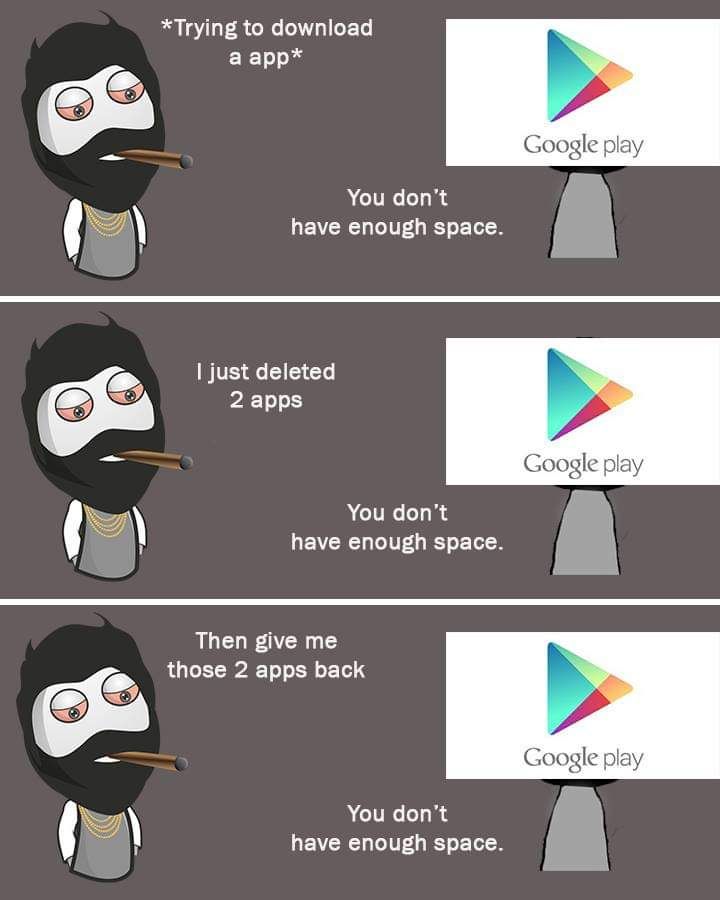 *Trying to download
a app*
Google play
You don't
have enough space.
I just deleted
2 apps
Google play
You don't
have enough space.
Then give me
those 2 apps back
Google play
You don't
have enough space.